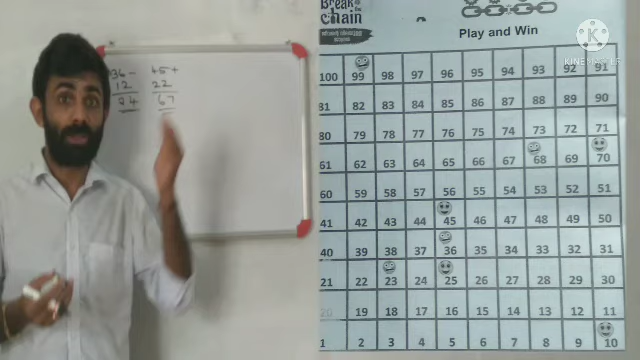 36 -
12
24
45 +
22
67
Break
the
chain
Play and Win
KINEMASTER
100 99 98 97 96 95 94 93 92 91
81 82 83 84 85 86 87 88 89 90
80 79 78 77 76 75 74 73 72 71
61 62 63 64 65 66 67 68 69 70
60 59 58 57 56 55 54 53 52 51
41 42 43 44 45 46 47 48 49 50
40 39 38 37 36 35 34 33 32 31
21 22 23 24 25 26 27 28 29 30
20 19 18 17 16 15 14 13 12 11
1 2 3 4 5 6 7 8 9 10